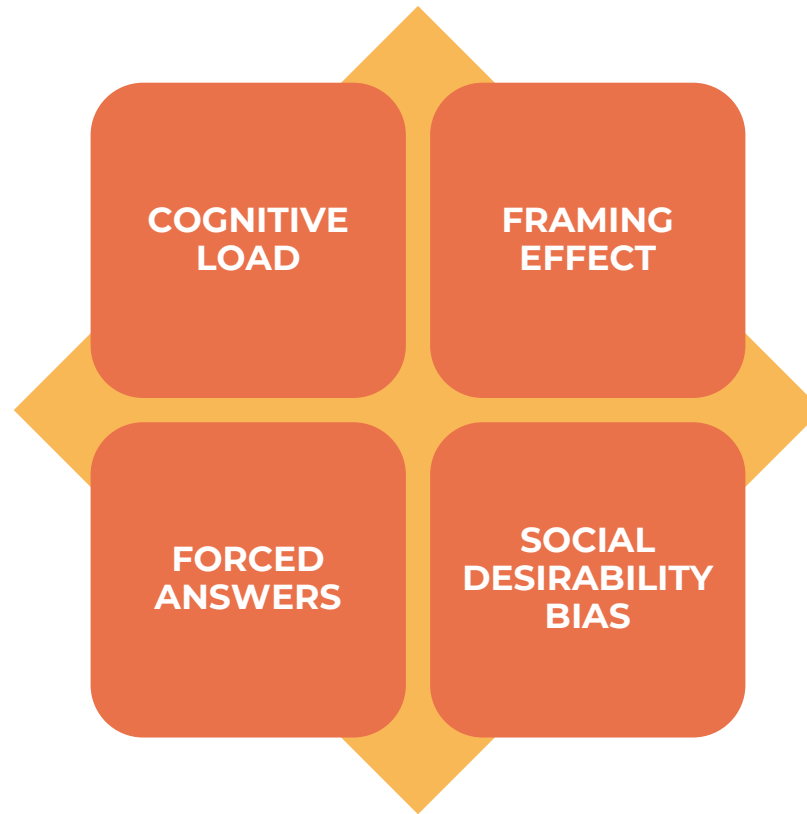 COGNITIVE
LOAD
FRAMING
EFFECT
FORCED
ANSWERS
SOCIAL
DESIRABILITY
BIAS